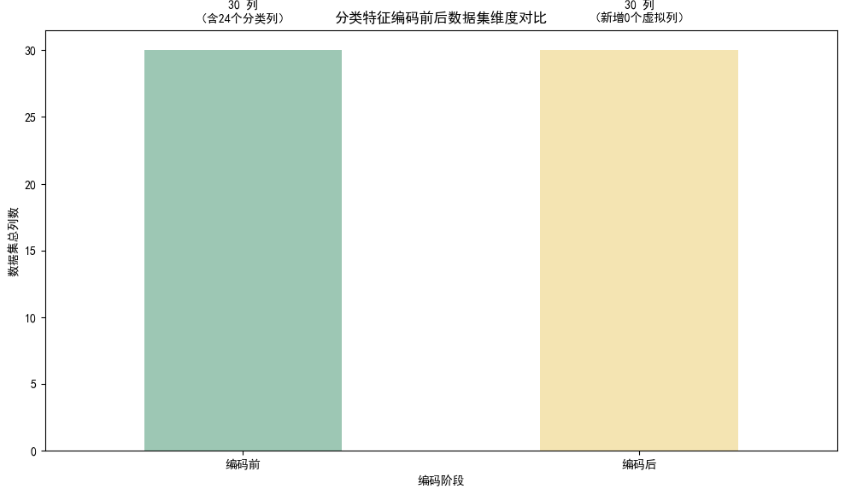 30 列
（含24个分类列）
分类特征编码前后数据集维度对比
30 列
（新增0个虚拟列）
数据集总列数
30
25
20
15
10
5
0
编码前
编码后
编码阶段